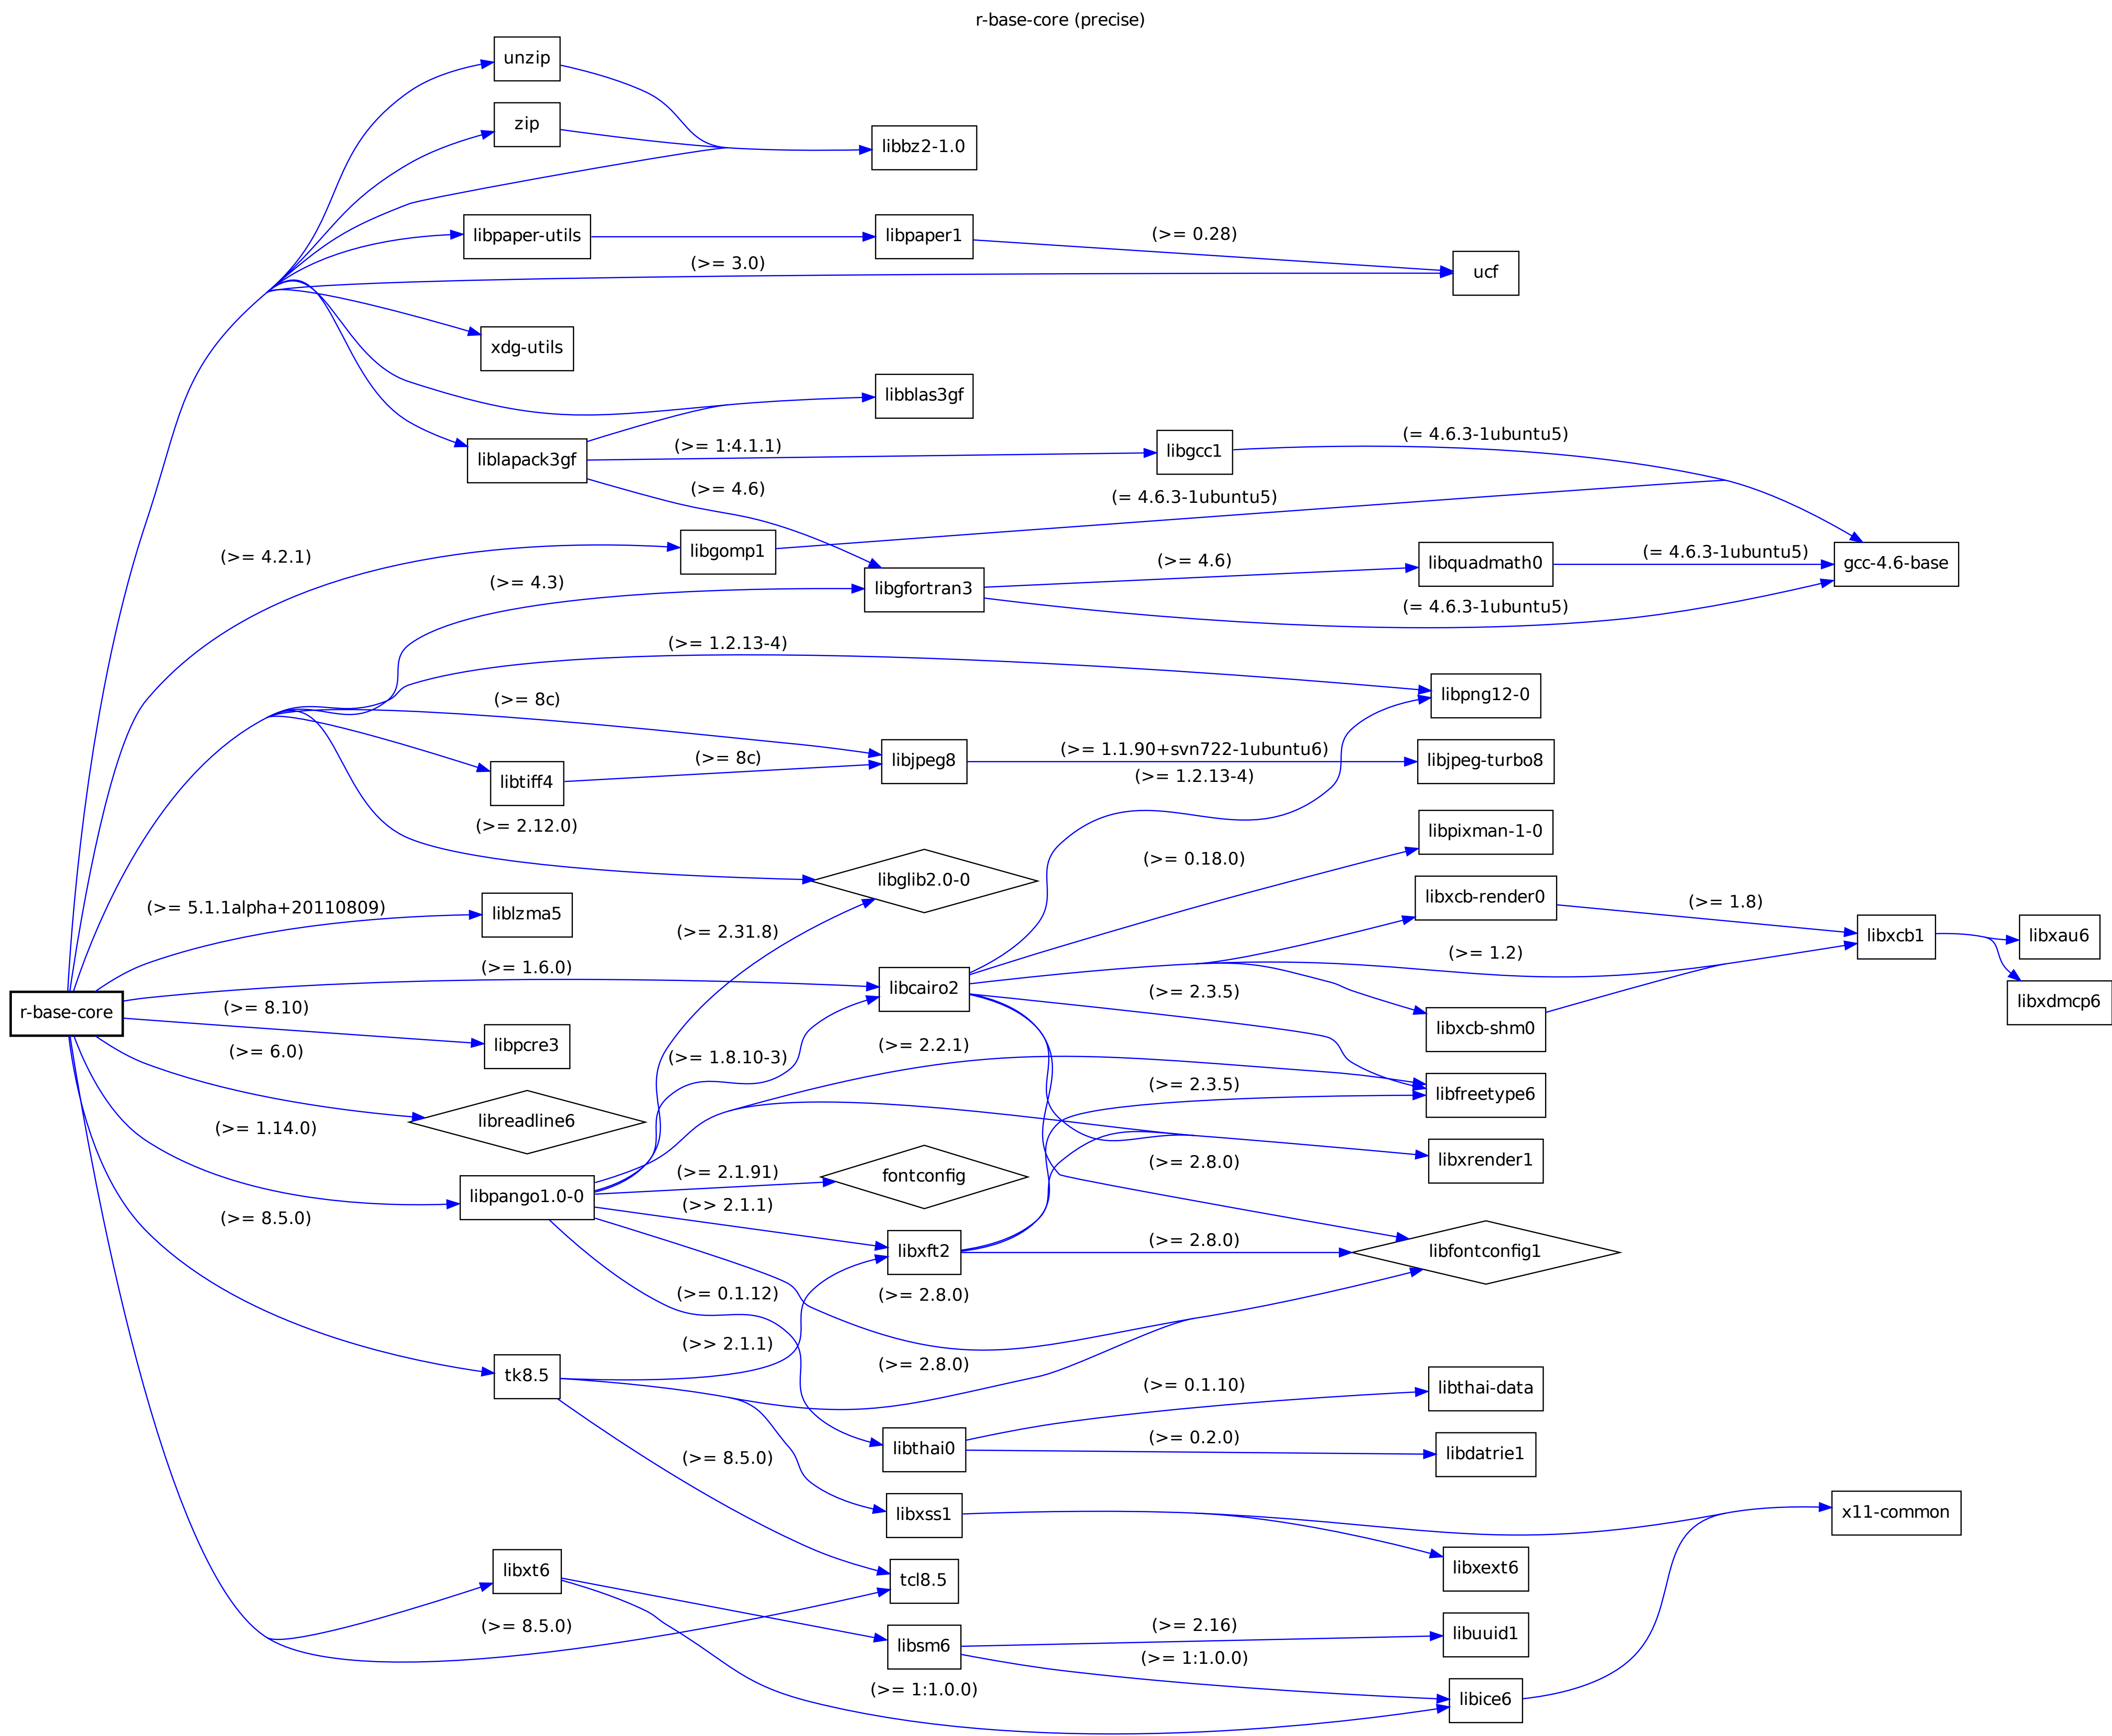 r-base-core (precise)
unzip
zip
libbz2-1.0
libpaper-utils
libpaper1
(>= 0.28)
(>= 3.0)
ucf
xdg-utils
libblas3gf
liblapack3gf
(>= 1:4.1.1)
libgcc1
(= 4.6.3-1ubuntu5)
(>= 4.6)
(= 4.6.3-1ubuntu5)
(>= 4.2.1)
libgomp1
(>= 4.3)
libgfortran3
(>= 4.6)
libquadmath0
(= 4.6.3-1ubuntu5)
gcc-4.6-base
(= 4.6.3-1ubuntu5)
(>= 1.2.13-4)
(>= 8c)
libpng12-0
libtiff4
(>= 8c)
libjpeg8
(>= 1.1.90+svn722-1ubuntu6)
libjpeg-turbo8
(>= 1.2.13-4)
(>= 2.12.0)
libpixman-1-0
(>= 0.18.0)
libglib2.0-0
(>= 5.1.1alpha+20110809)
liblzma5
(>= 2.31.8)
libxcb-render0
(>= 1.8)
libxcb1
libxau6
(>= 1.6.0)
libcairo2
(>= 1.2)
(>= 2.3.5)
libxdmcp6
r-base-core
(>= 8.10)
libpcre3
libxcb-shm0
(>= 6.0)
(>= 1.8.10-3)
(>= 2.2.1)
(>= 2.3.5)
libfreetype6
libreadline6
(>= 1.14.0)
(>= 2.1.91)
fontconfig
(>= 2.8.0)
libxrender1
libpango1.0-0
(>> 2.1.1)
(>= 8.5.0)
libxft2
(>= 2.8.0)
libfontconfig1
(>= 0.1.12)
(>= 2.8.0)
(>> 2.1.1)
(>= 2.8.0)
tk8.5
(>= 0.1.10)
libthai-data
(>= 8.5.0)
libthai0
(>= 0.2.0)
libdatrie1
libxss1
x11-common
libxt6
tcl8.5
libxext6
(>= 8.5.0)
libsm6
(>= 2.16)
libuuid1
(>= 1:1.0.0)
(>= 1:1.0.0)
libice6